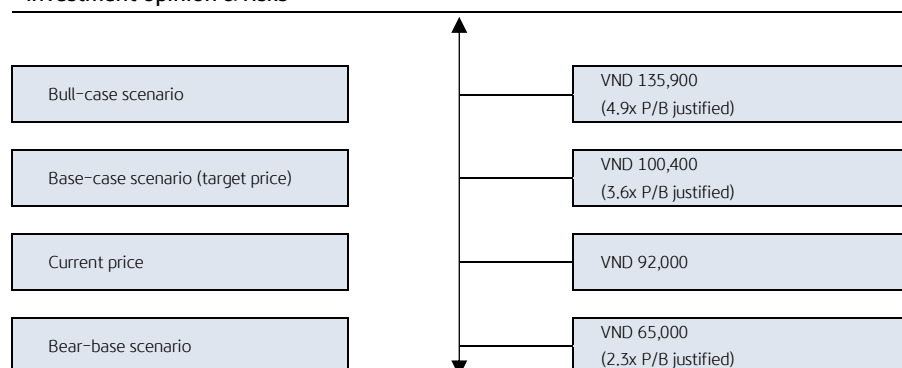 Investment opinion & risks
Bull-case scenario
VND 135,900
(4.9x P/B justified)
Base-case scenario (target price)
VND 100,400
(3.6x P/B justified)
Current price
VND 92,000
Bear-base scenario
VND 65,000
(2.3x P/B justified)